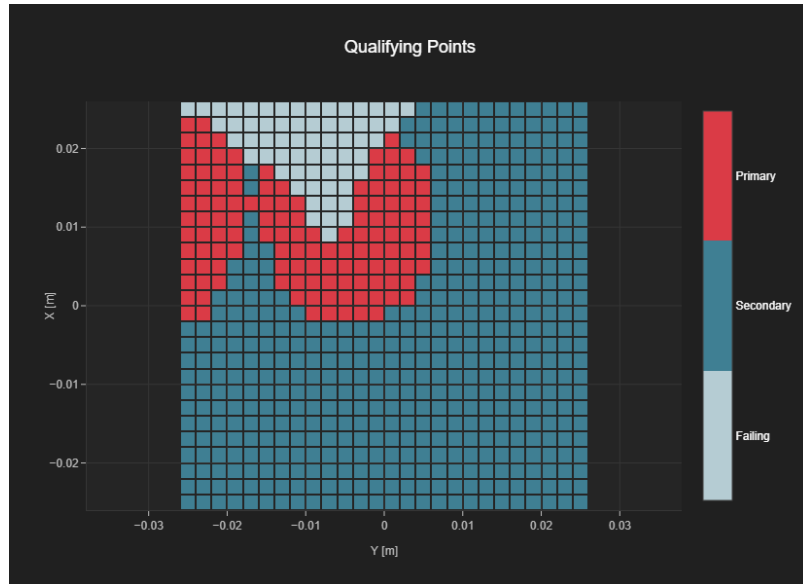 Qualifying Points
0.02
0.01
0
−0.01
−0.02
X [m]
−0.03
−0.02
−0.01
0
0.01
0.02
0.03
Y [m]
Primary
Secondary
Failing